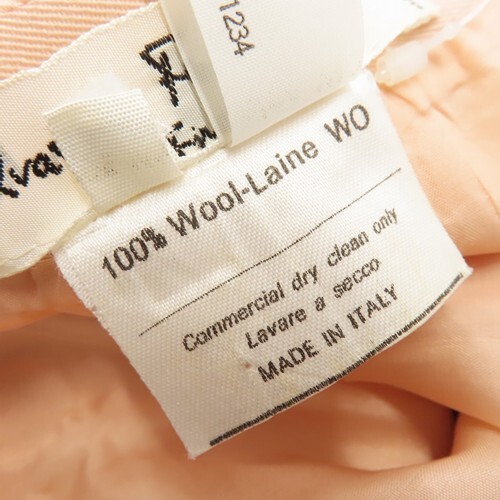 1234
100% Wool-Laine WO
Commercial dry clean only
Lavare a secco
MADE IN ITALY